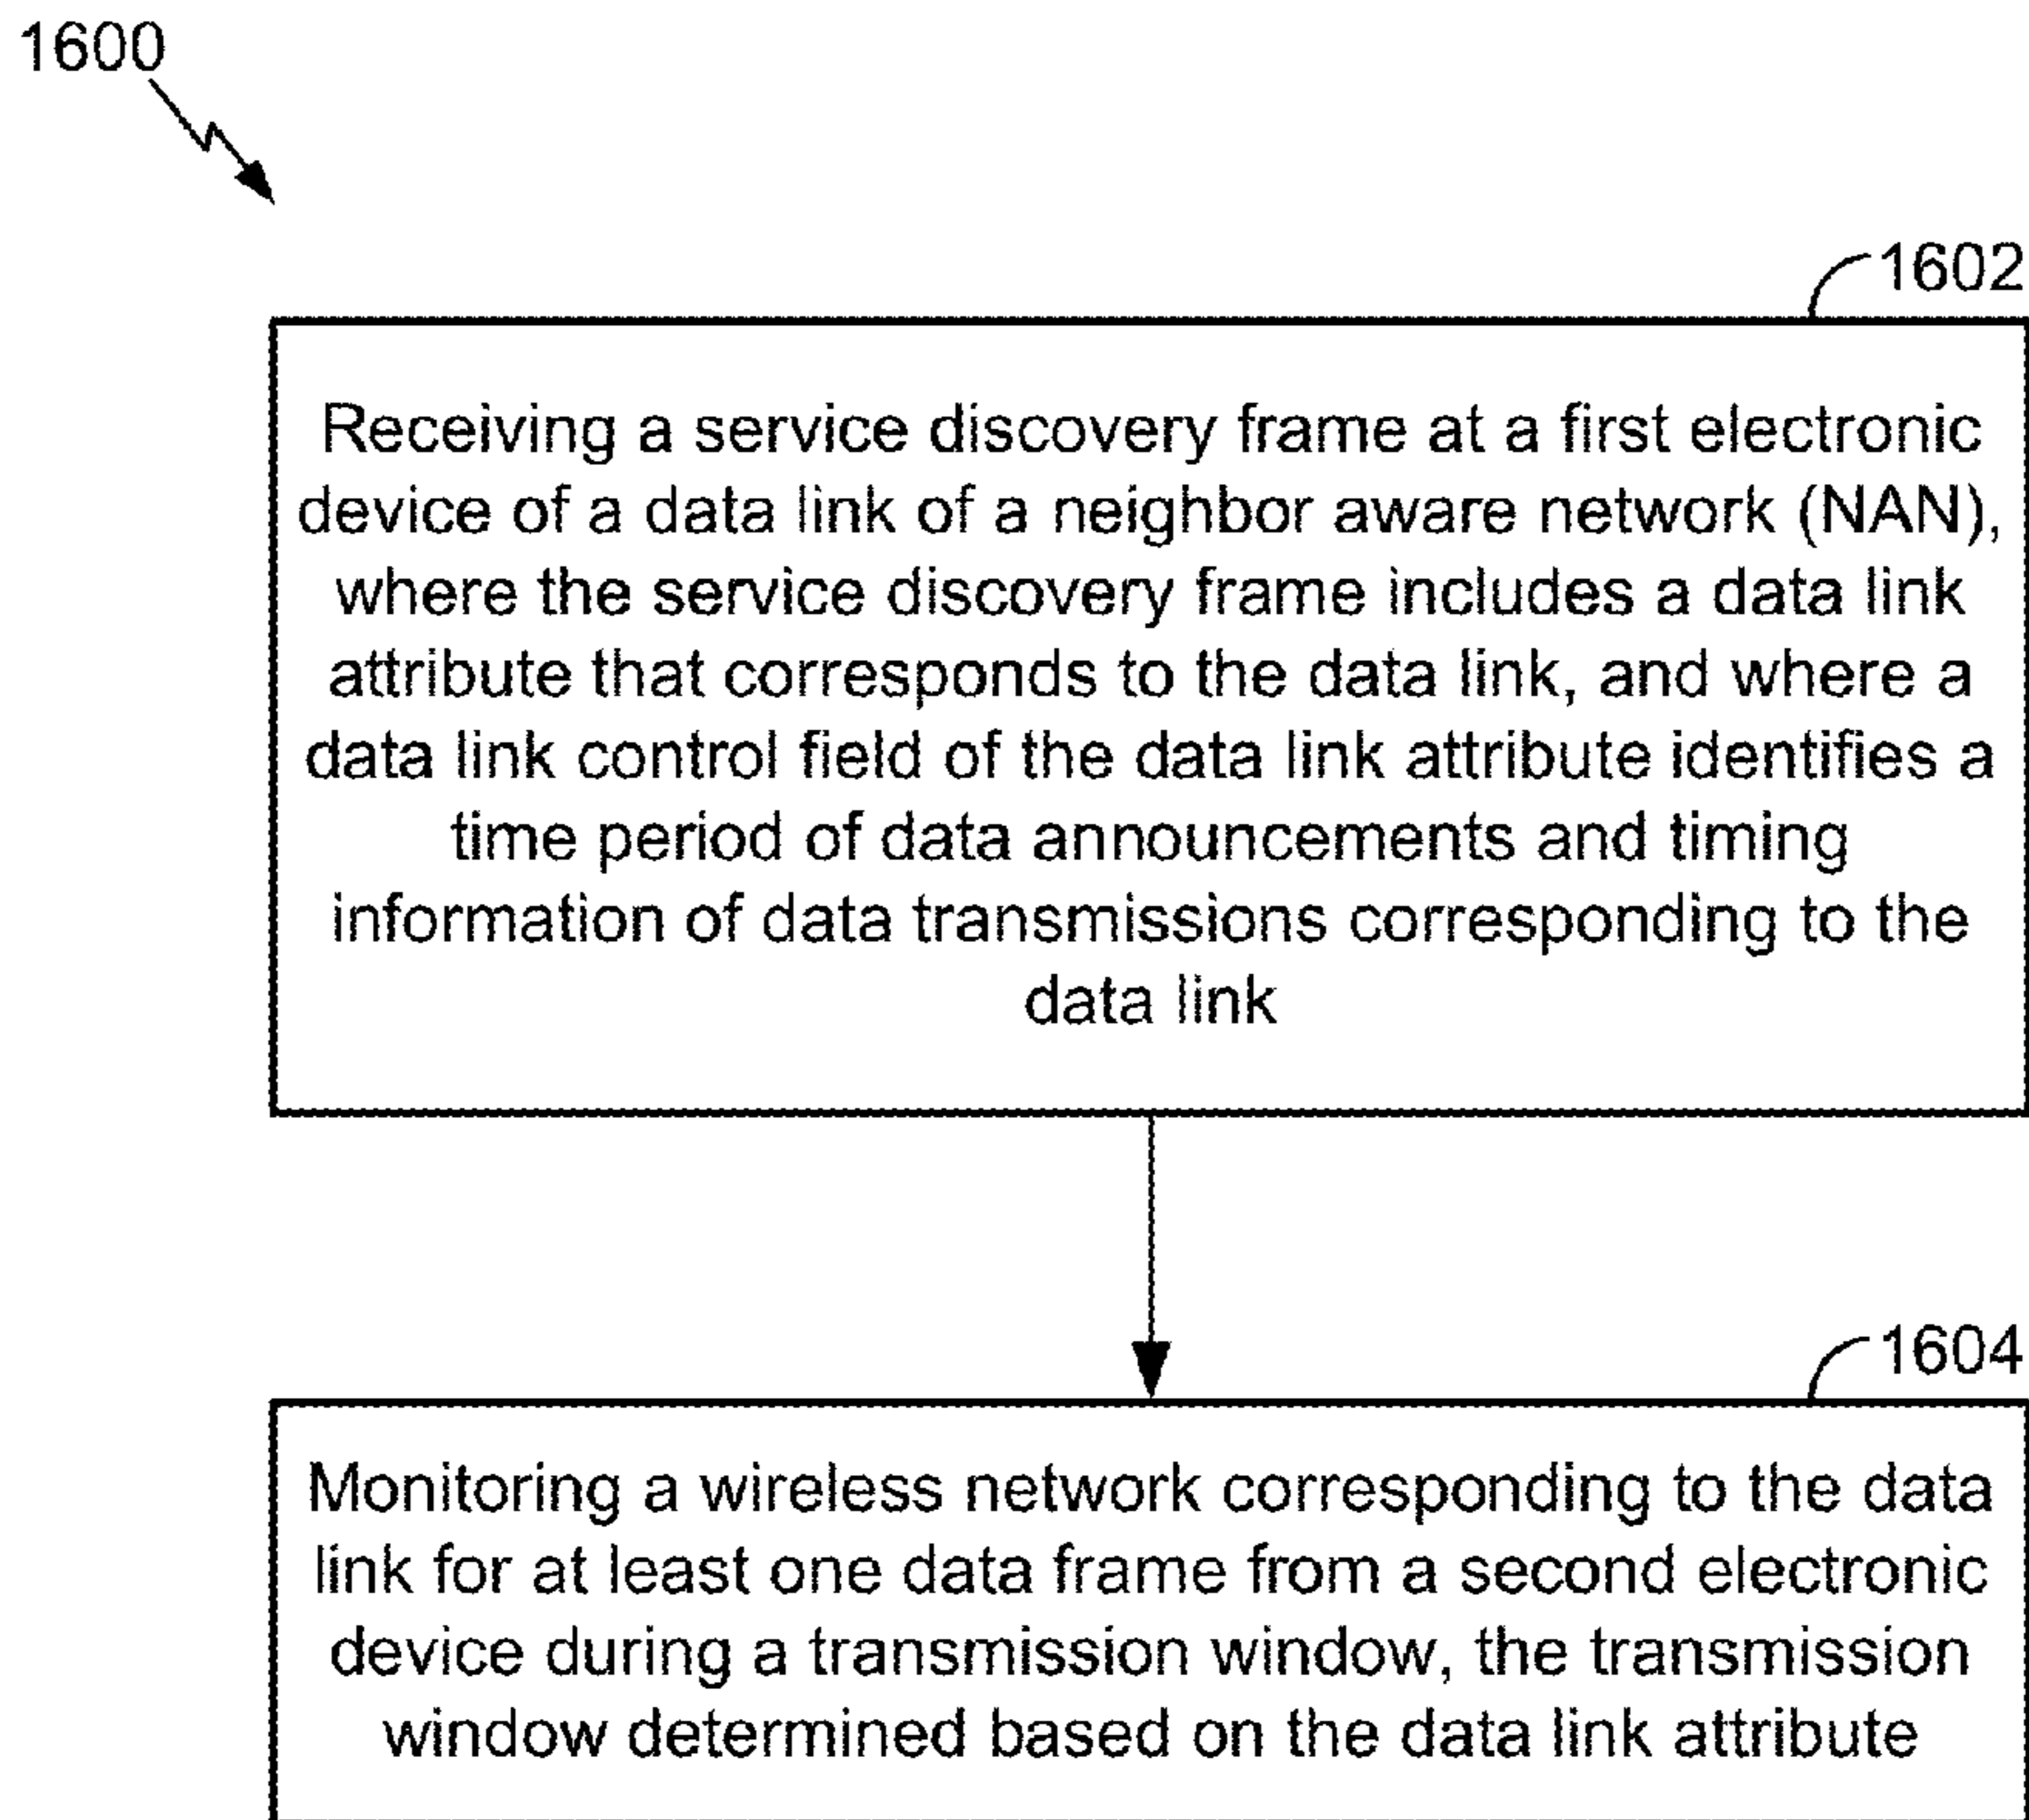 1600
1602
Receiving a service discovery frame at a first electronic
device of a data link of a neighbor aware network (NAN),
where the service discovery frame includes a data link
attribute that corresponds to the data link, and where a
data link control field of the data link attribute identifies a
time period of data announcements and timing
information of data transmissions corresponding to the
data link
1604
Monitoring a wireless network corresponding to the data
link for at least one data frame from a second electronic
device during a transmission window, the transmission
window determined based on the data link attribute